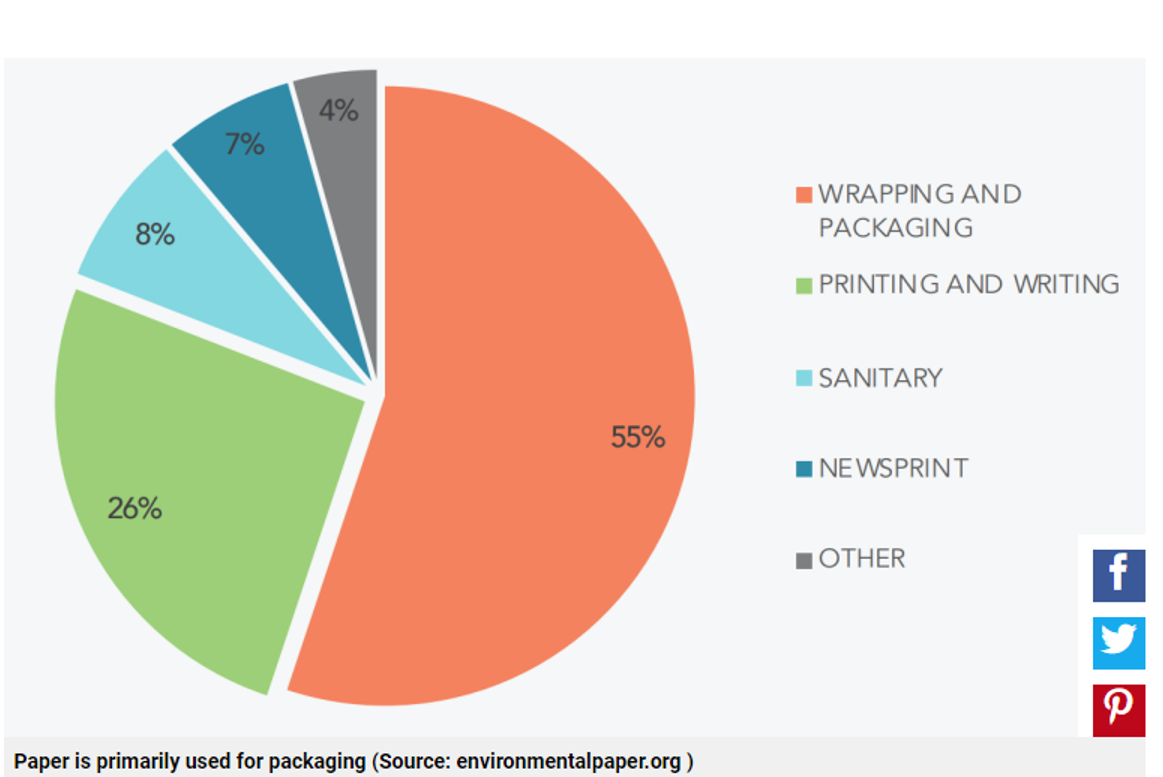 4%
7%
8%
55%
26%
WRAPPING AND
PACKAGING
PRINTING AND WRITING
SANITARY
NEWSPRINT
OTHER
Paper is primarily used for packaging (Source: environmentalpaper.org )